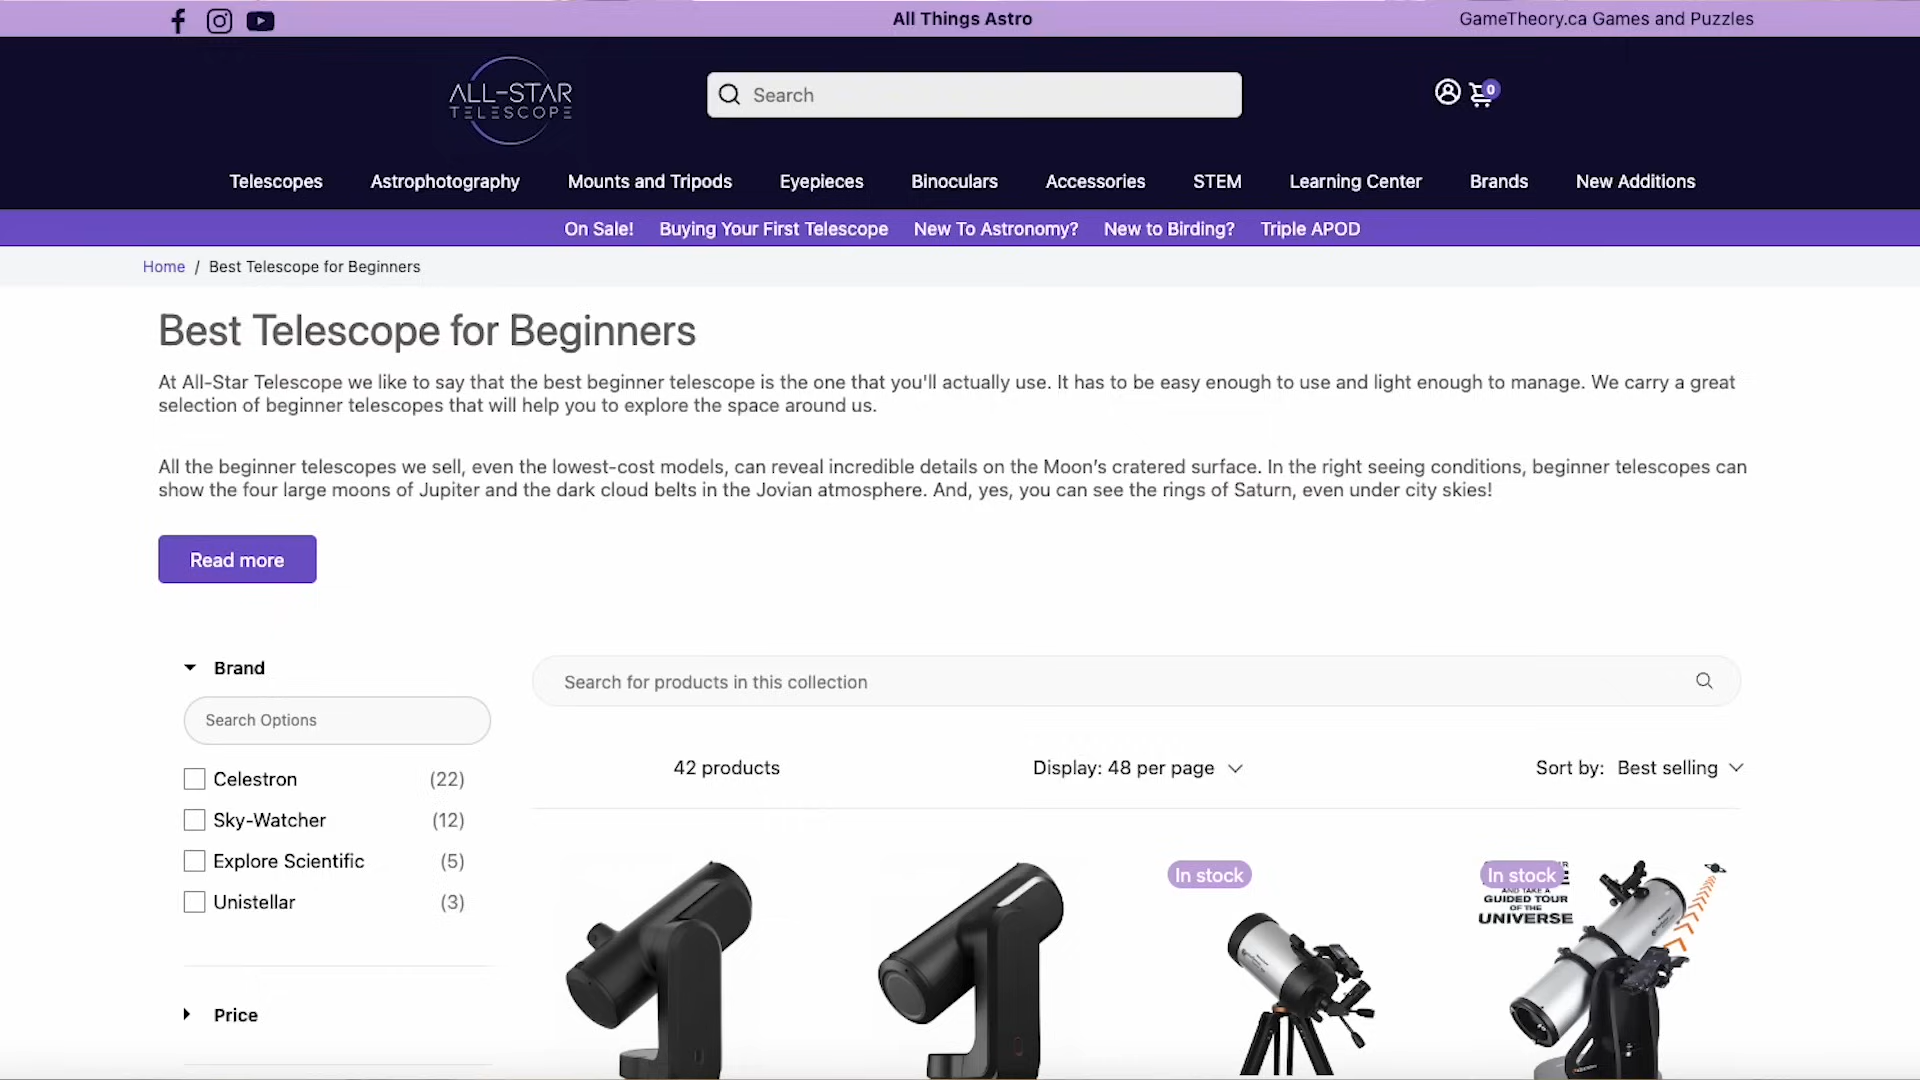 All Things Astro
GameTheory.ca Games and Puzzles
ALL-STAR
TELESCOPE
Search
0
Telescopes
Astrophotography
Mounts and Tripods
Eyepieces
Binoculars
Accessories
STEM
Learning Center
Brands
New Additions
On Sale!
Buying Your First Telescope
New To Astronomy?
New to Birding?
Triple APOD
Home / Best Telescope for Beginners
Best Telescope for Beginners
At All-Star Telescope we like to say that the best beginner telescope is the one that you'll actually use. It has to be easy enough to use and light enough to manage. We carry a great
selection of beginner telescopes that will help you to explore the space around us.
All the beginner telescopes we sell, even the lowest-cost models, can reveal incredible details on the Moon's cratered surface. In the right seeing conditions, beginner telescopes can
show the four large moons of Jupiter and the dark cloud belts in the Jovian atmosphere. And, yes, you can see the rings of Saturn, even under city skies!
Read more
Brand
Search Options
Celestron (22)
Sky-Watcher (12)
Explore Scientific (5)
Unistellar (3)
Price
Search for products in this collection
42 products
Display: 48 per page
Sort by: Best selling
In stock
In stock
AND TAKE A
GUIDED TOUR
OF THE
UNIVERSE